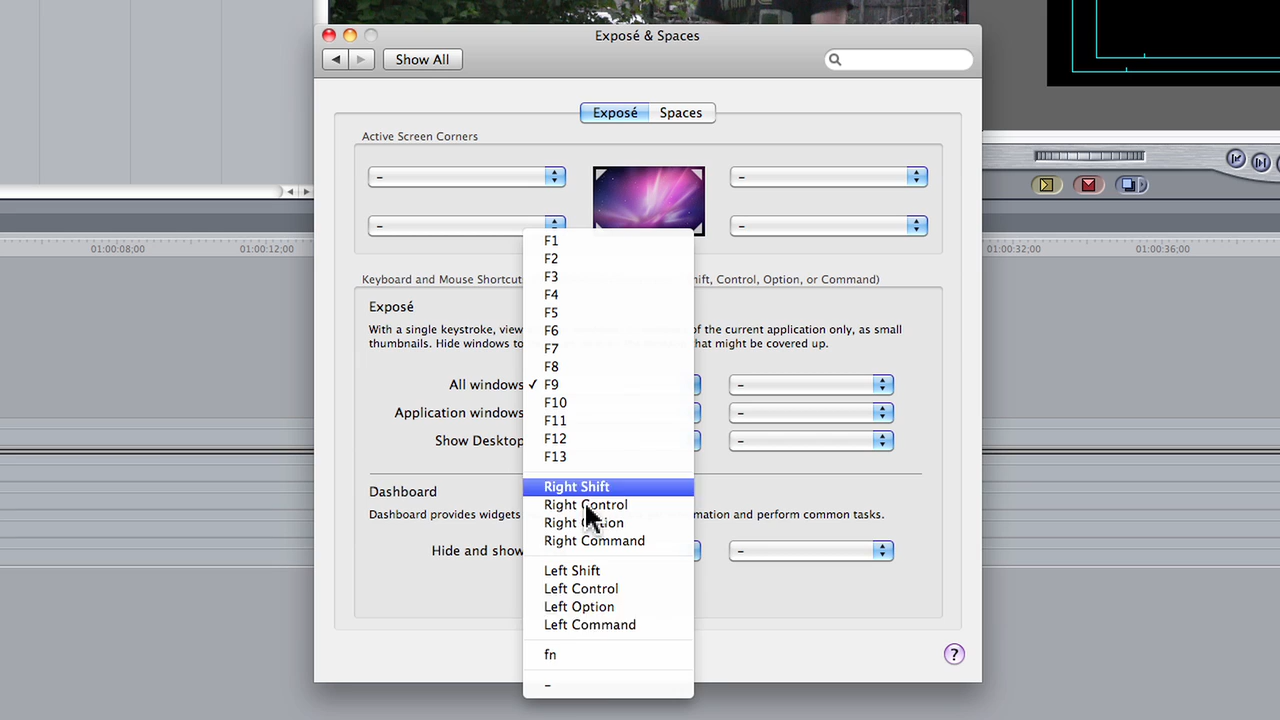 Exposé & Spaces
Show All
Exposé Spaces
Active Screen Corners
–
–
–
–
01:00:08;00
01:00:12;00
01:00:32;00
01:00:36;00
Keyboard and Mouse Shortcuts
hift, Control, Option, or Command)
Exposé
With a single keystroke, view
of the current application only, as small
thumbnails. Hide windows to
that might be covered up.
All windows
–
Application windows
–
Show Desktop
–
Dashboard
Dashboard provides widgets
mation and perform common tasks.
Hide and show
–
F1
F2
F3
F4
F5
F6
F7
F8
✓ F9
F10
F11
F12
F13
Right Shift
Right Control
Right Option
Right Command
Left Shift
Left Control
Left Option
Left Command
fn
–
?